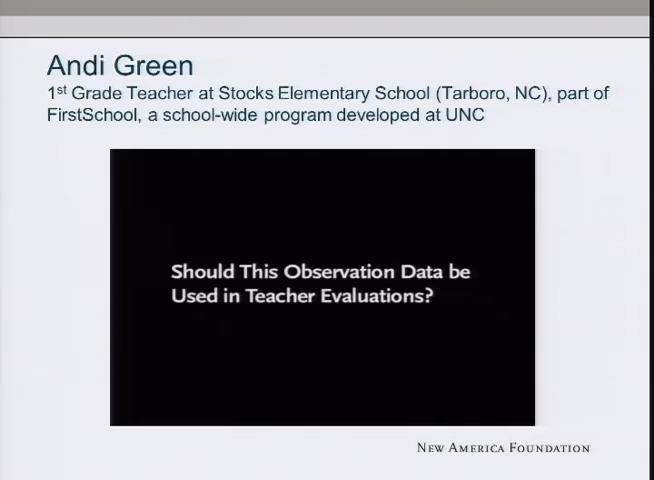 Andi Green
1st Grade Teacher at Stocks Elementary School (Tarboro, NC), part of
FirstSchool, a school-wide program developed at UNC
Should This Observation Data be
Used in Teacher Evaluations?
NEW AMERICA FOUNDATION